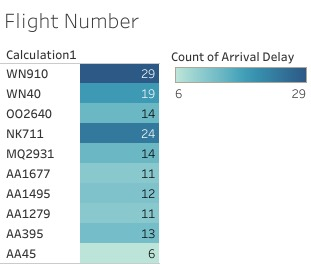 Flight Number
Calculation1
WN910 29
WN40 19
OO2640 14
NK711 24
MQ2931 14
AA1677 11
AA1495 12
AA1279 11
AA395 13
AA45 6
Count of Arrival Delay
6 29